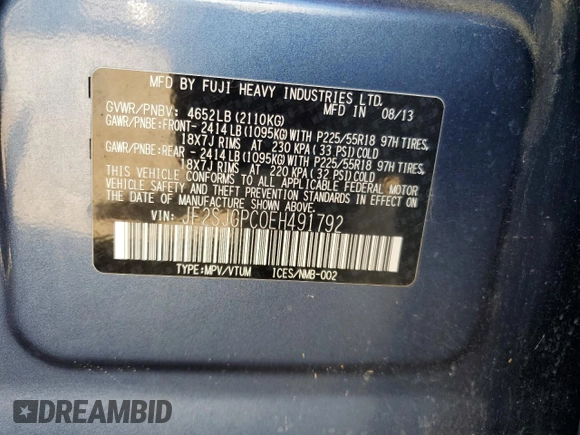 MFD BY FUJI HEAVY INDUSTRIES LTD.
GVWR/PNBV: 4652LB (2110KG) MFD IN 08/13
GAWR/PNBE:FRONT- 2414LB(1095KG)WITH P225/55R18 97H TIRES,
18X7J RIMS AT 230 KPA(33 PSI)COLD
GAWR/PNBE:REAR - 2414LB(1095KG)WITH P225/55R18 97H TIRES,
18X7J RIMS AT 220 KPA(32 PSI)COLD
THIS VEHICLE CONFORMS TO ALL APPLICABLE FEDERAL MOTOR
VEHICLE SAFETY AND THEFT PREVENTION STANDARDS IN EFFECT ON
THE DATE OF MANUFACTURE SHOWN ABOVE.
VIN: JF2SJGPC0EH491792
TYPE:MPV/VTUM ICES/NMB-002
DREAMBID